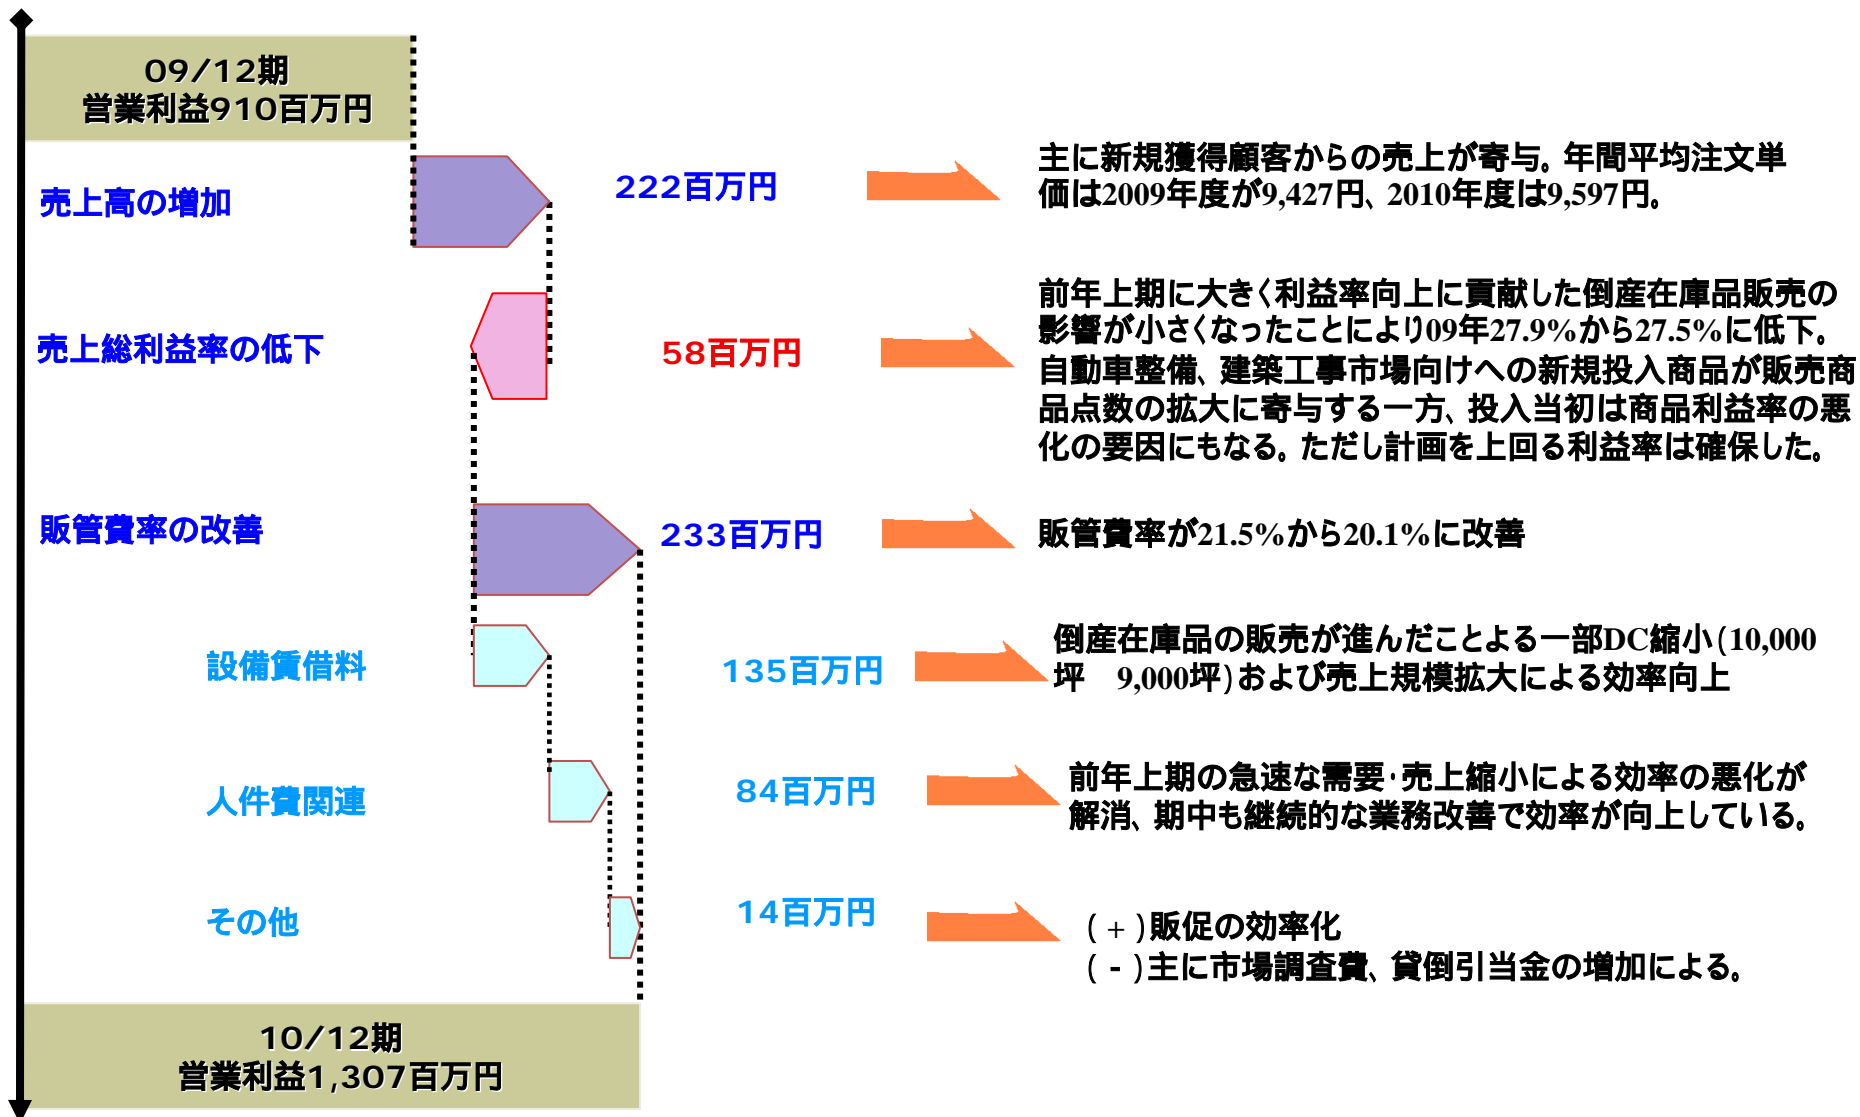 09/12期
営業利益910百万円
売上高の増加
222百万円
主に新規獲得顧客からの売上が寄与。年間平均注文単
価は2009年度が9,427円、2010年度は9,597円。
売上総利益率の低下
58百万円
前年上期に大きく利益率向上に貢献した倒産在庫品販売の
影響が小さくなったことにより09年27.9%から27.5%に低下。
自動車整備、建築工事市場向けへの新規投入商品が販売商
品点数の拡大に寄与する一方、投入当初は商品利益率の悪
化の要因にもなる。ただし計画を上回る利益率は確保した。
販管費率の改善
233百万円
販管費率が21.5%から20.1%に改善
設備賃借料
135百万円
倒産在庫品の販売が進んだことよる一部DC縮小(10,000
坪　9,000坪)および売上規模拡大による効率向上
人件費関連
84百万円
前年上期の急速な需要・売上縮小による効率の悪化が
解消、期中も継続的な業務改善で効率が向上している。
その他
14百万円
(+)販促の効率化
(-)主に市場調査費、貸倒引当金の増加による。
10/12期
営業利益1,307百万円